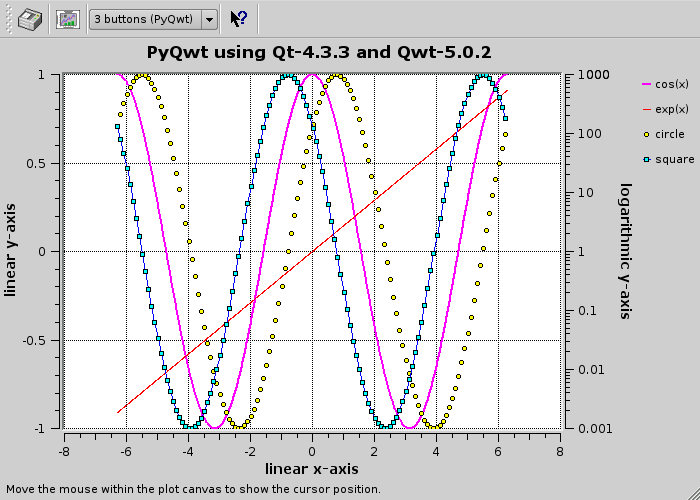 3 buttons (PyQwt)
PyQwt using Qt-4.3.3 and Qwt-5.0.2
1
0.5
0
-0.5
-1
linear y-axis
-8 -6 -4 -2 0 2 4 6 8
linear x-axis
1000
100
10
1
0.1
0.01
0.001
logarithmic y-axis
cos(x)
exp(x)
circle
square
Move the mouse within the plot canvas to show the cursor position.